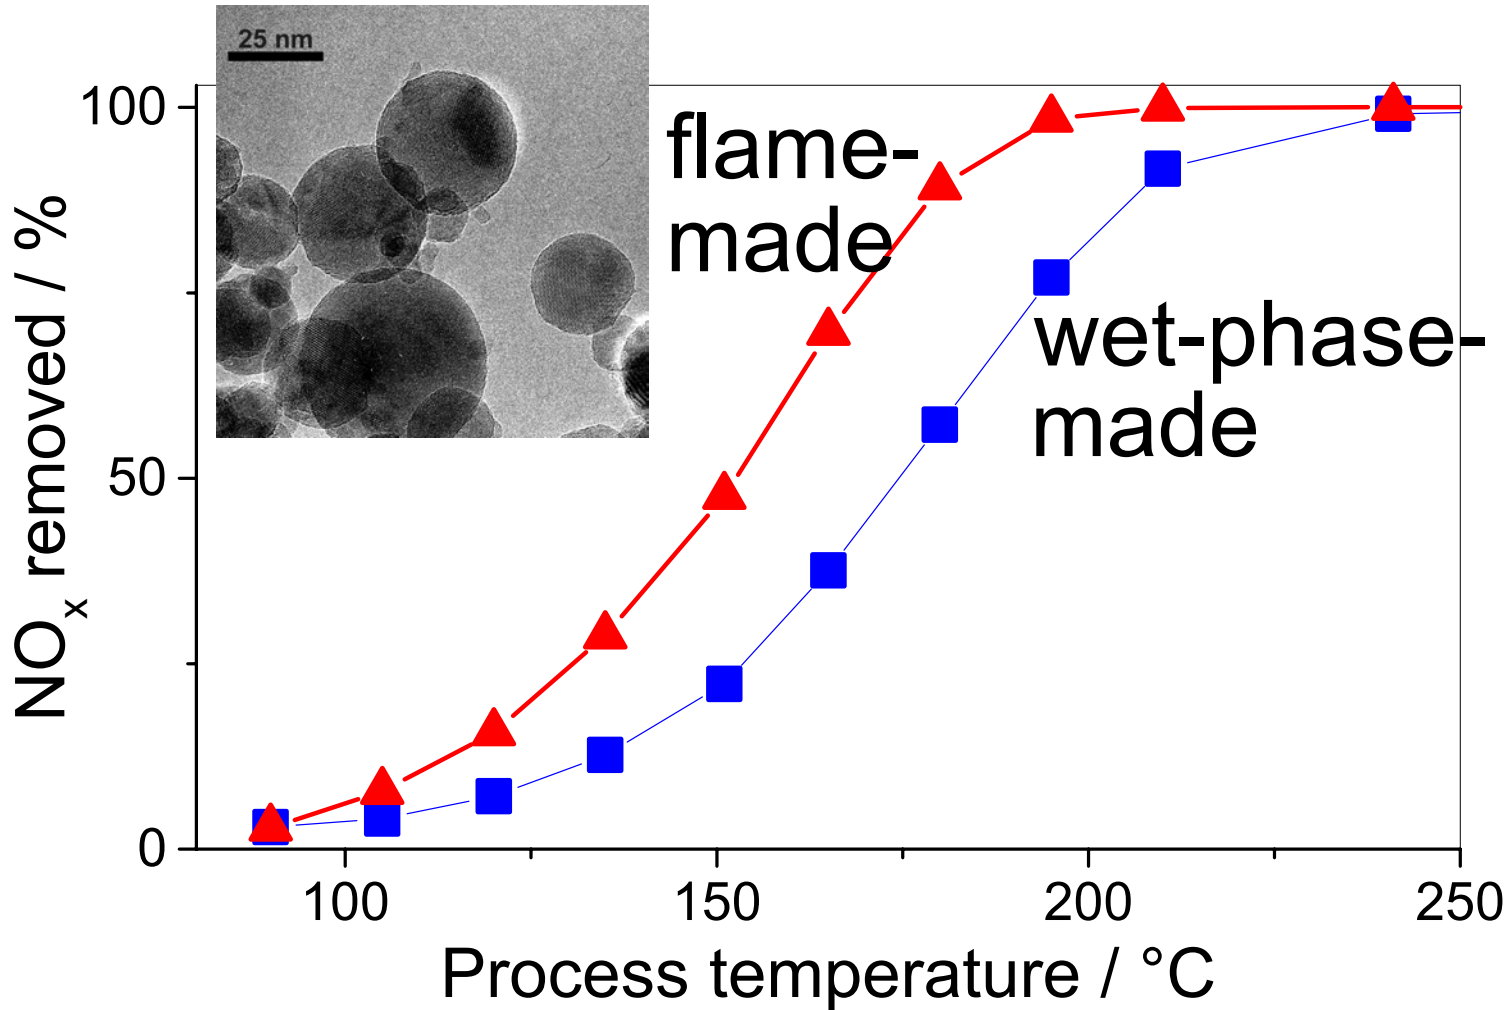 25 nm
flame-
made
wet-phase-
made
NOx removed / %
100
50
0
100
150
200
250
Process temperature / °C